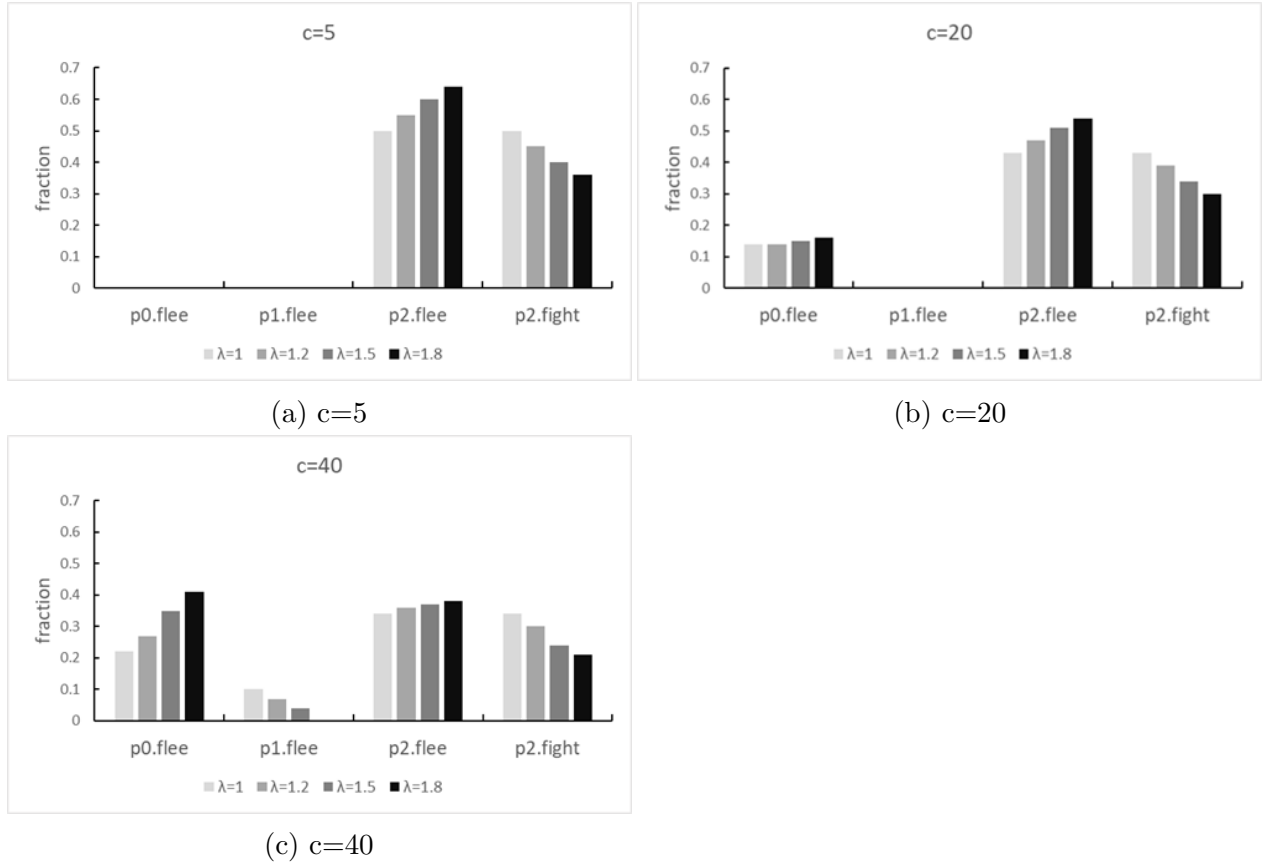 c=5
0.7
0.6
0.5
0.4
0.3
0.2
0.1
0
fraction
p0.flee p1.flee p2.flee p2.fight
λ=1 λ=1.2 λ=1.5 λ=1.8
(a) c=5
c=20
0.7
0.6
0.5
0.4
0.3
0.2
0.1
0
fraction
p0.flee p1.flee p2.flee p2.fight
λ=1 λ=1.2 λ=1.5 λ=1.8
(b) c=20
c=40
0.7
0.6
0.5
0.4
0.3
0.2
0.1
0
fraction
p0.flee p1.flee p2.flee p2.fight
λ=1 λ=1.2 λ=1.5 λ=1.8
(c) c=40